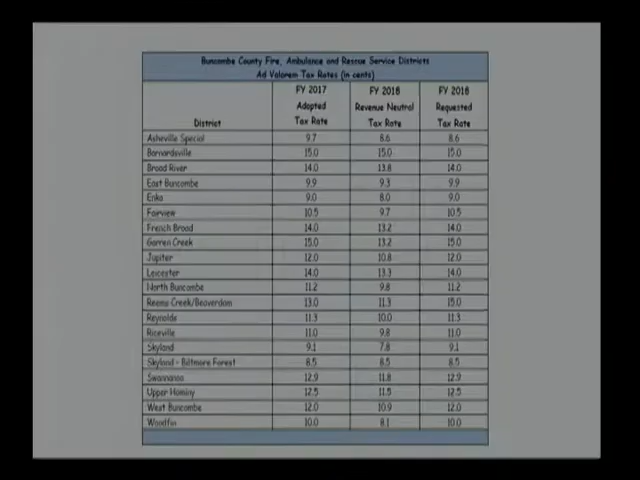 Buncombe County Fire, Ambulance and Rescue Service Districts
Ad Valorem Tax Rates (in cents)
District FY 2017 Adopted Tax Rate FY 2018 Revenue Neutral Tax Rate FY 2018 Requested Tax Rate
Asheville Special 9.7 8.6 8.6
Barnardsville 15.0 15.0 15.0
Broad River 14.0 13.8 14.0
East Buncombe 9.9 9.3 9.9
Enka 9.0 8.0 9.0
Fairview 10.5 9.7 10.5
French Broad 14.0 13.2 14.0
Garren Creek 15.0 13.2 15.0
Jupiter 12.0 10.8 12.0
Leicester 14.0 13.3 14.0
North Buncombe 11.2 9.8 11.2
Reems Creek/Beaverdam 13.0 11.3 15.0
Reynolds 11.3 10.0 11.3
Riceville 11.0 9.8 11.0
Skyland 9.1 7.8 9.1
Skyland - Biltmore Forest 8.5 8.5 8.5
Swannanoa 12.9 11.8 12.9
Upper Hominy 12.5 11.5 12.5
West Buncombe 12.0 10.9 12.0
Woodfin 10.0 8.1 10.0